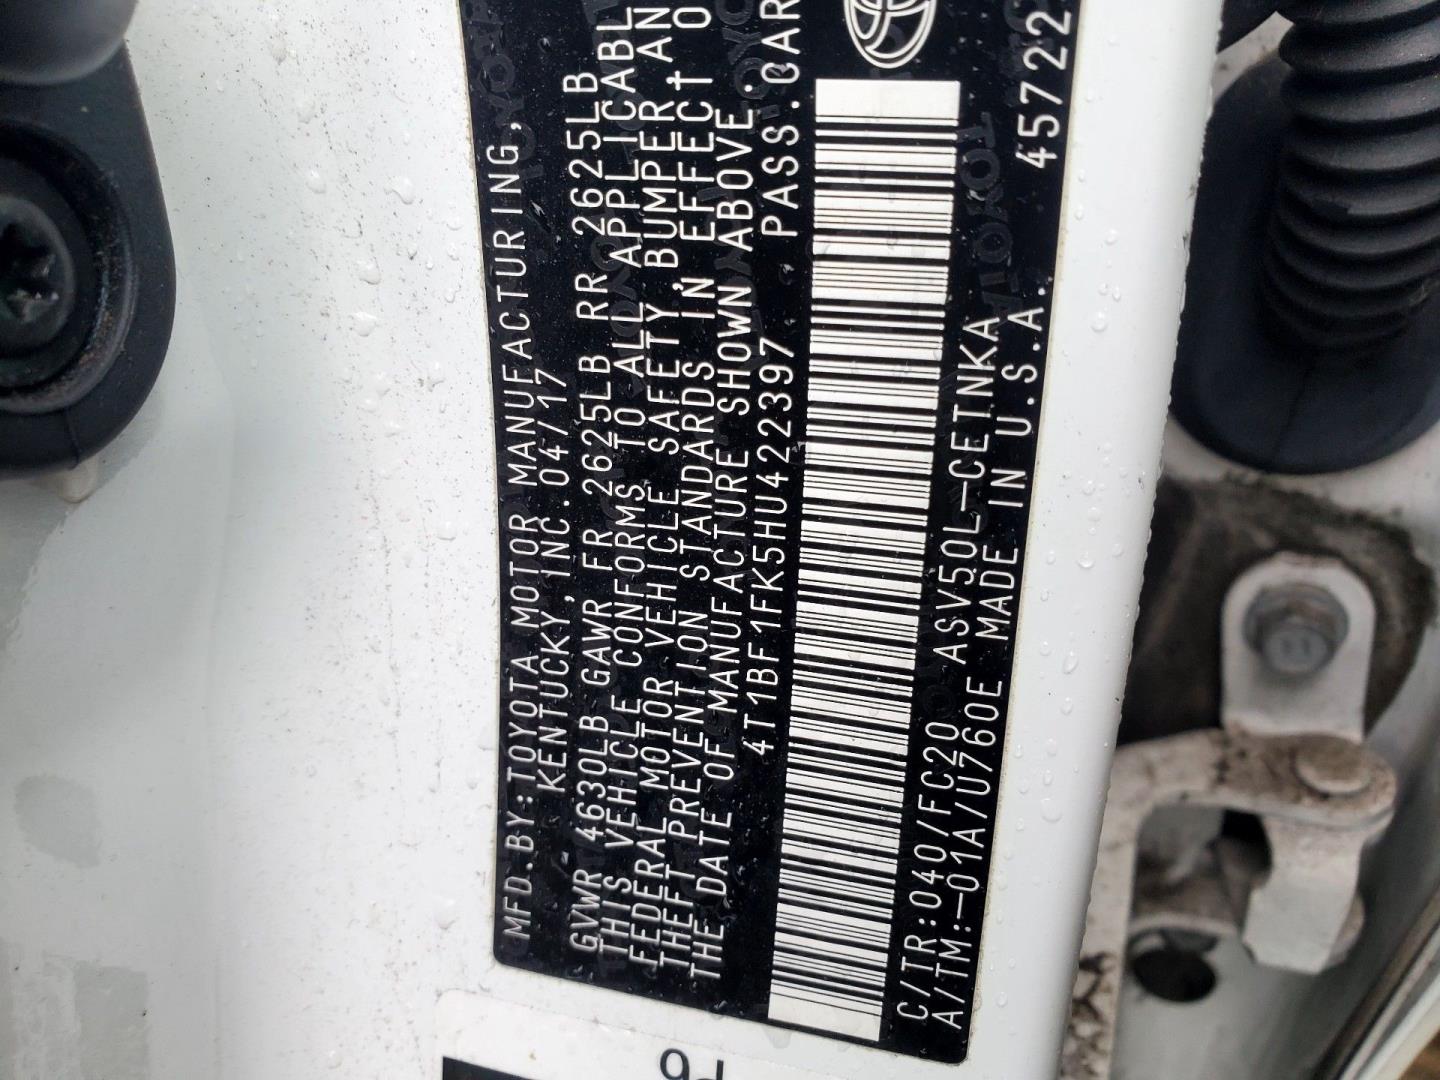 MFD.BY:TOYOTA MOTOR MANUFACTURING,
KENTUCKY,INC.04/17
GVWR 4630LB GAWR FR 2625LB RR 2625LB
THIS VEHICLE CONFORMS TO ALL APPLICABL
FEDERAL MOTOR VEHICLE SAFETY,BUMPER AN
THEFT PREVENTION STANDARDS IN EFFECT O
THE DATE OF MANUFACTURE SHOWN ABOVE.
4T1BF1FK5HU422397 PASS.CAR
C/TR:040/FC20 ASV50L-CETNKA
A/TM:-01A/U760E MADE IN U.S.A. 45722